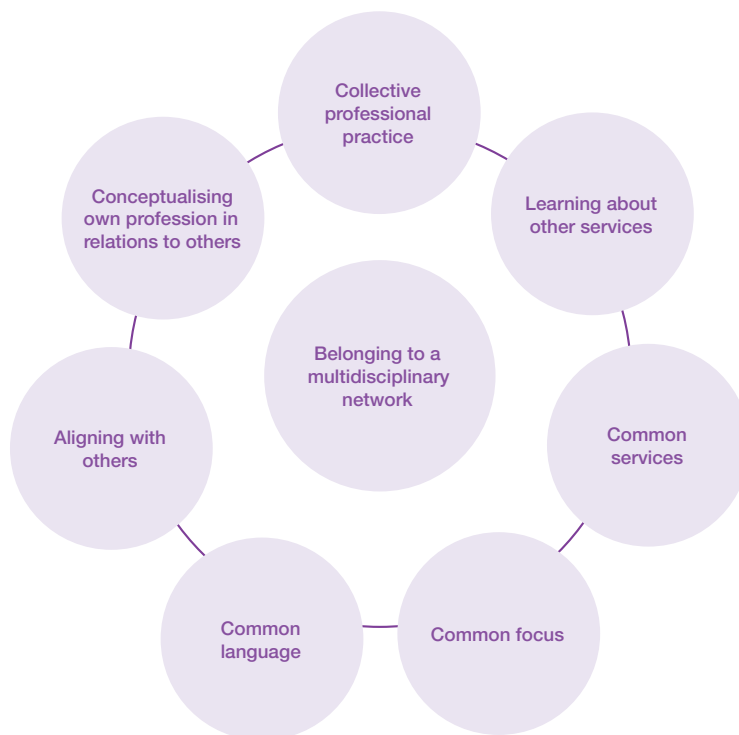 Collective
professional
practice
Learning about
other services
Common
services
Common focus
Common
language
Aligning with
others
Conceptualising
own profession in
relations to others
Belonging to a
multidisciplinary
network